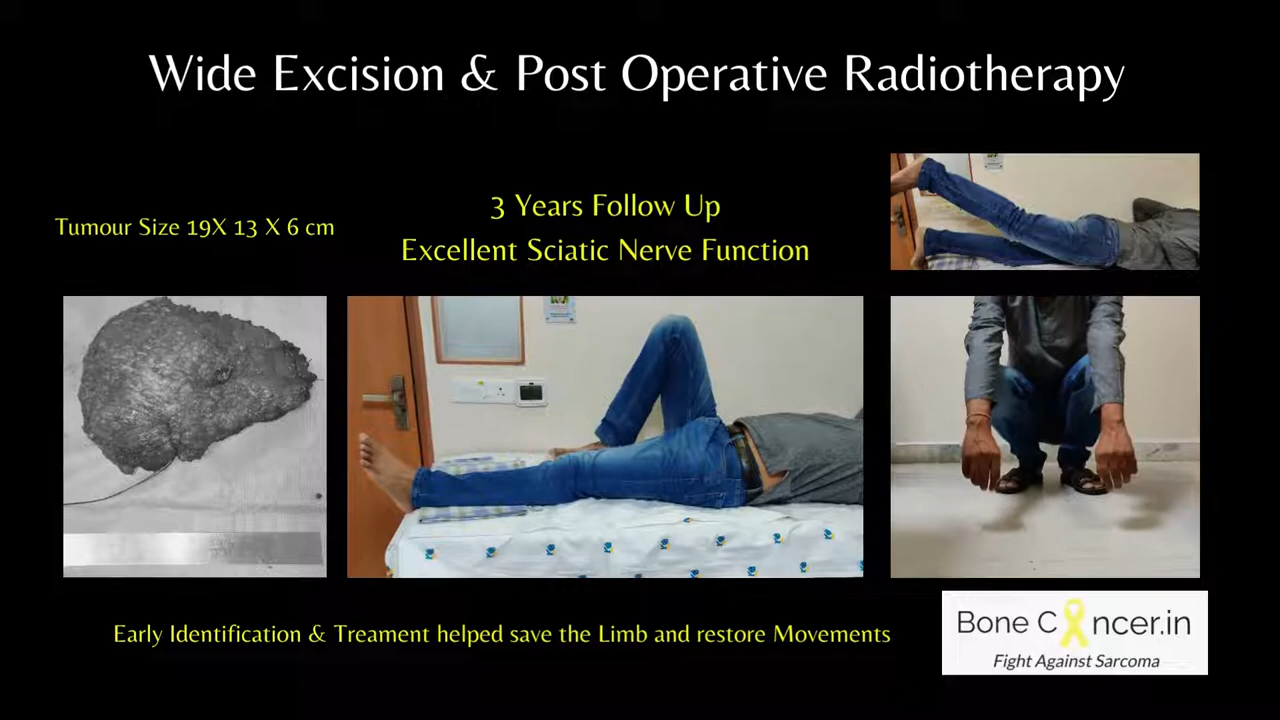 Wide Excision & Post Operative Radiotherapy
Tumour Size 19X 13 X 6 cm
3 Years Follow Up
Excellent Sciatic Nerve Function
Early Identification & Treament helped save the Limb and restore Movements
Bone C ncer.in
Fight Against Sarcoma